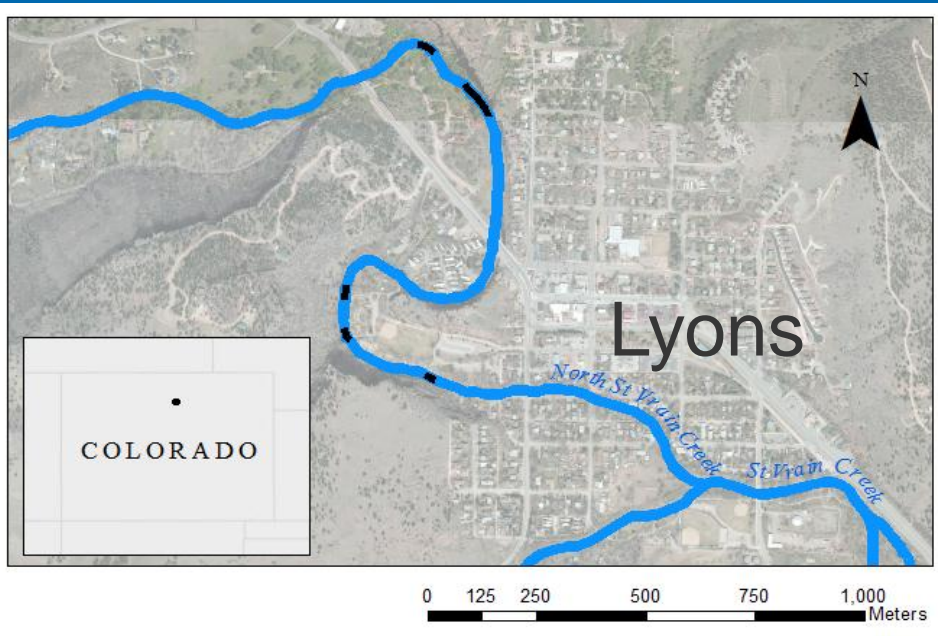 N
Lyons
North St Vrain Creek
St Vrain Creek
COLORADO
0 125 250 500 750 1,000
Meters